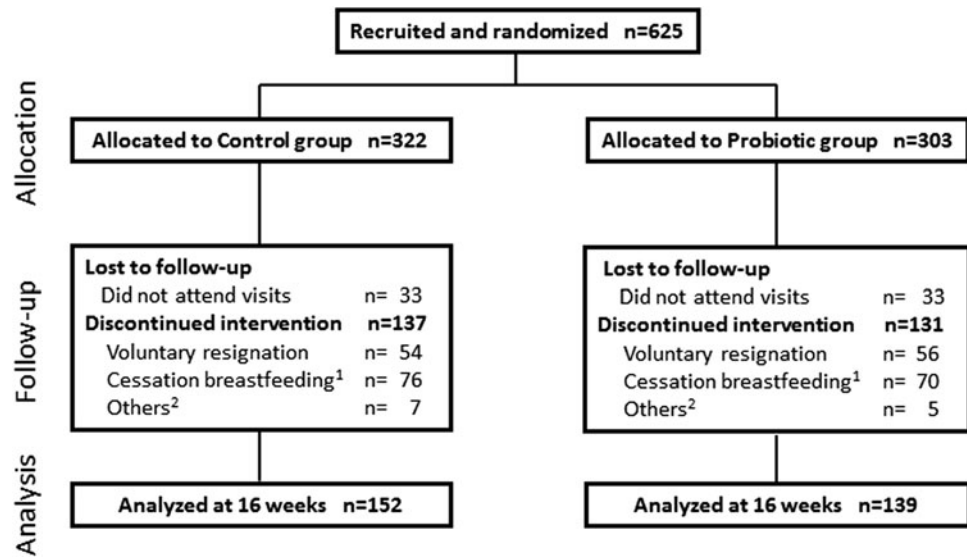 Recruited and randomized n=625
Allocation
Allocated to Control group n=322
Allocated to Probiotic group n=303
Follow-up
Lost to follow-up
Did not attend visits n= 33
Discontinued intervention n=137
Voluntary resignation n= 54
Cessation breastfeeding¹ n= 76
Others² n= 7
Lost to follow-up
Did not attend visits n= 33
Discontinued intervention n=131
Voluntary resignation n= 56
Cessation breastfeeding¹ n= 70
Others² n= 5
Analysis
Analyzed at 16 weeks n=152
Analyzed at 16 weeks n=139